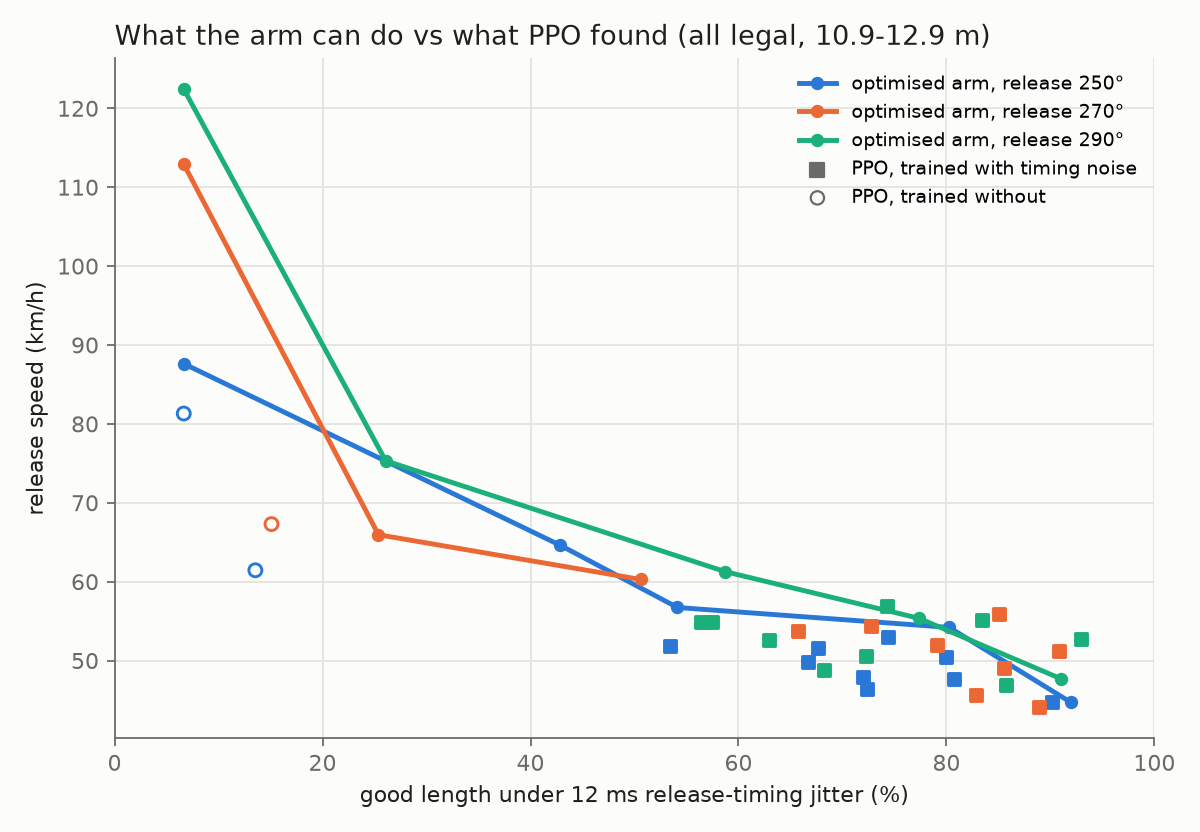 What the arm can do vs what PPO found (all legal, 10.9-12.9 m)
optimised arm, release 250°
optimised arm, release 270°
optimised arm, release 290°
PPO, trained with timing noise
PPO, trained without
release speed (km/h)
120
110
100
90
80
70
60
50
0 20 40 60 80 100
good length under 12 ms release-timing jitter (%)